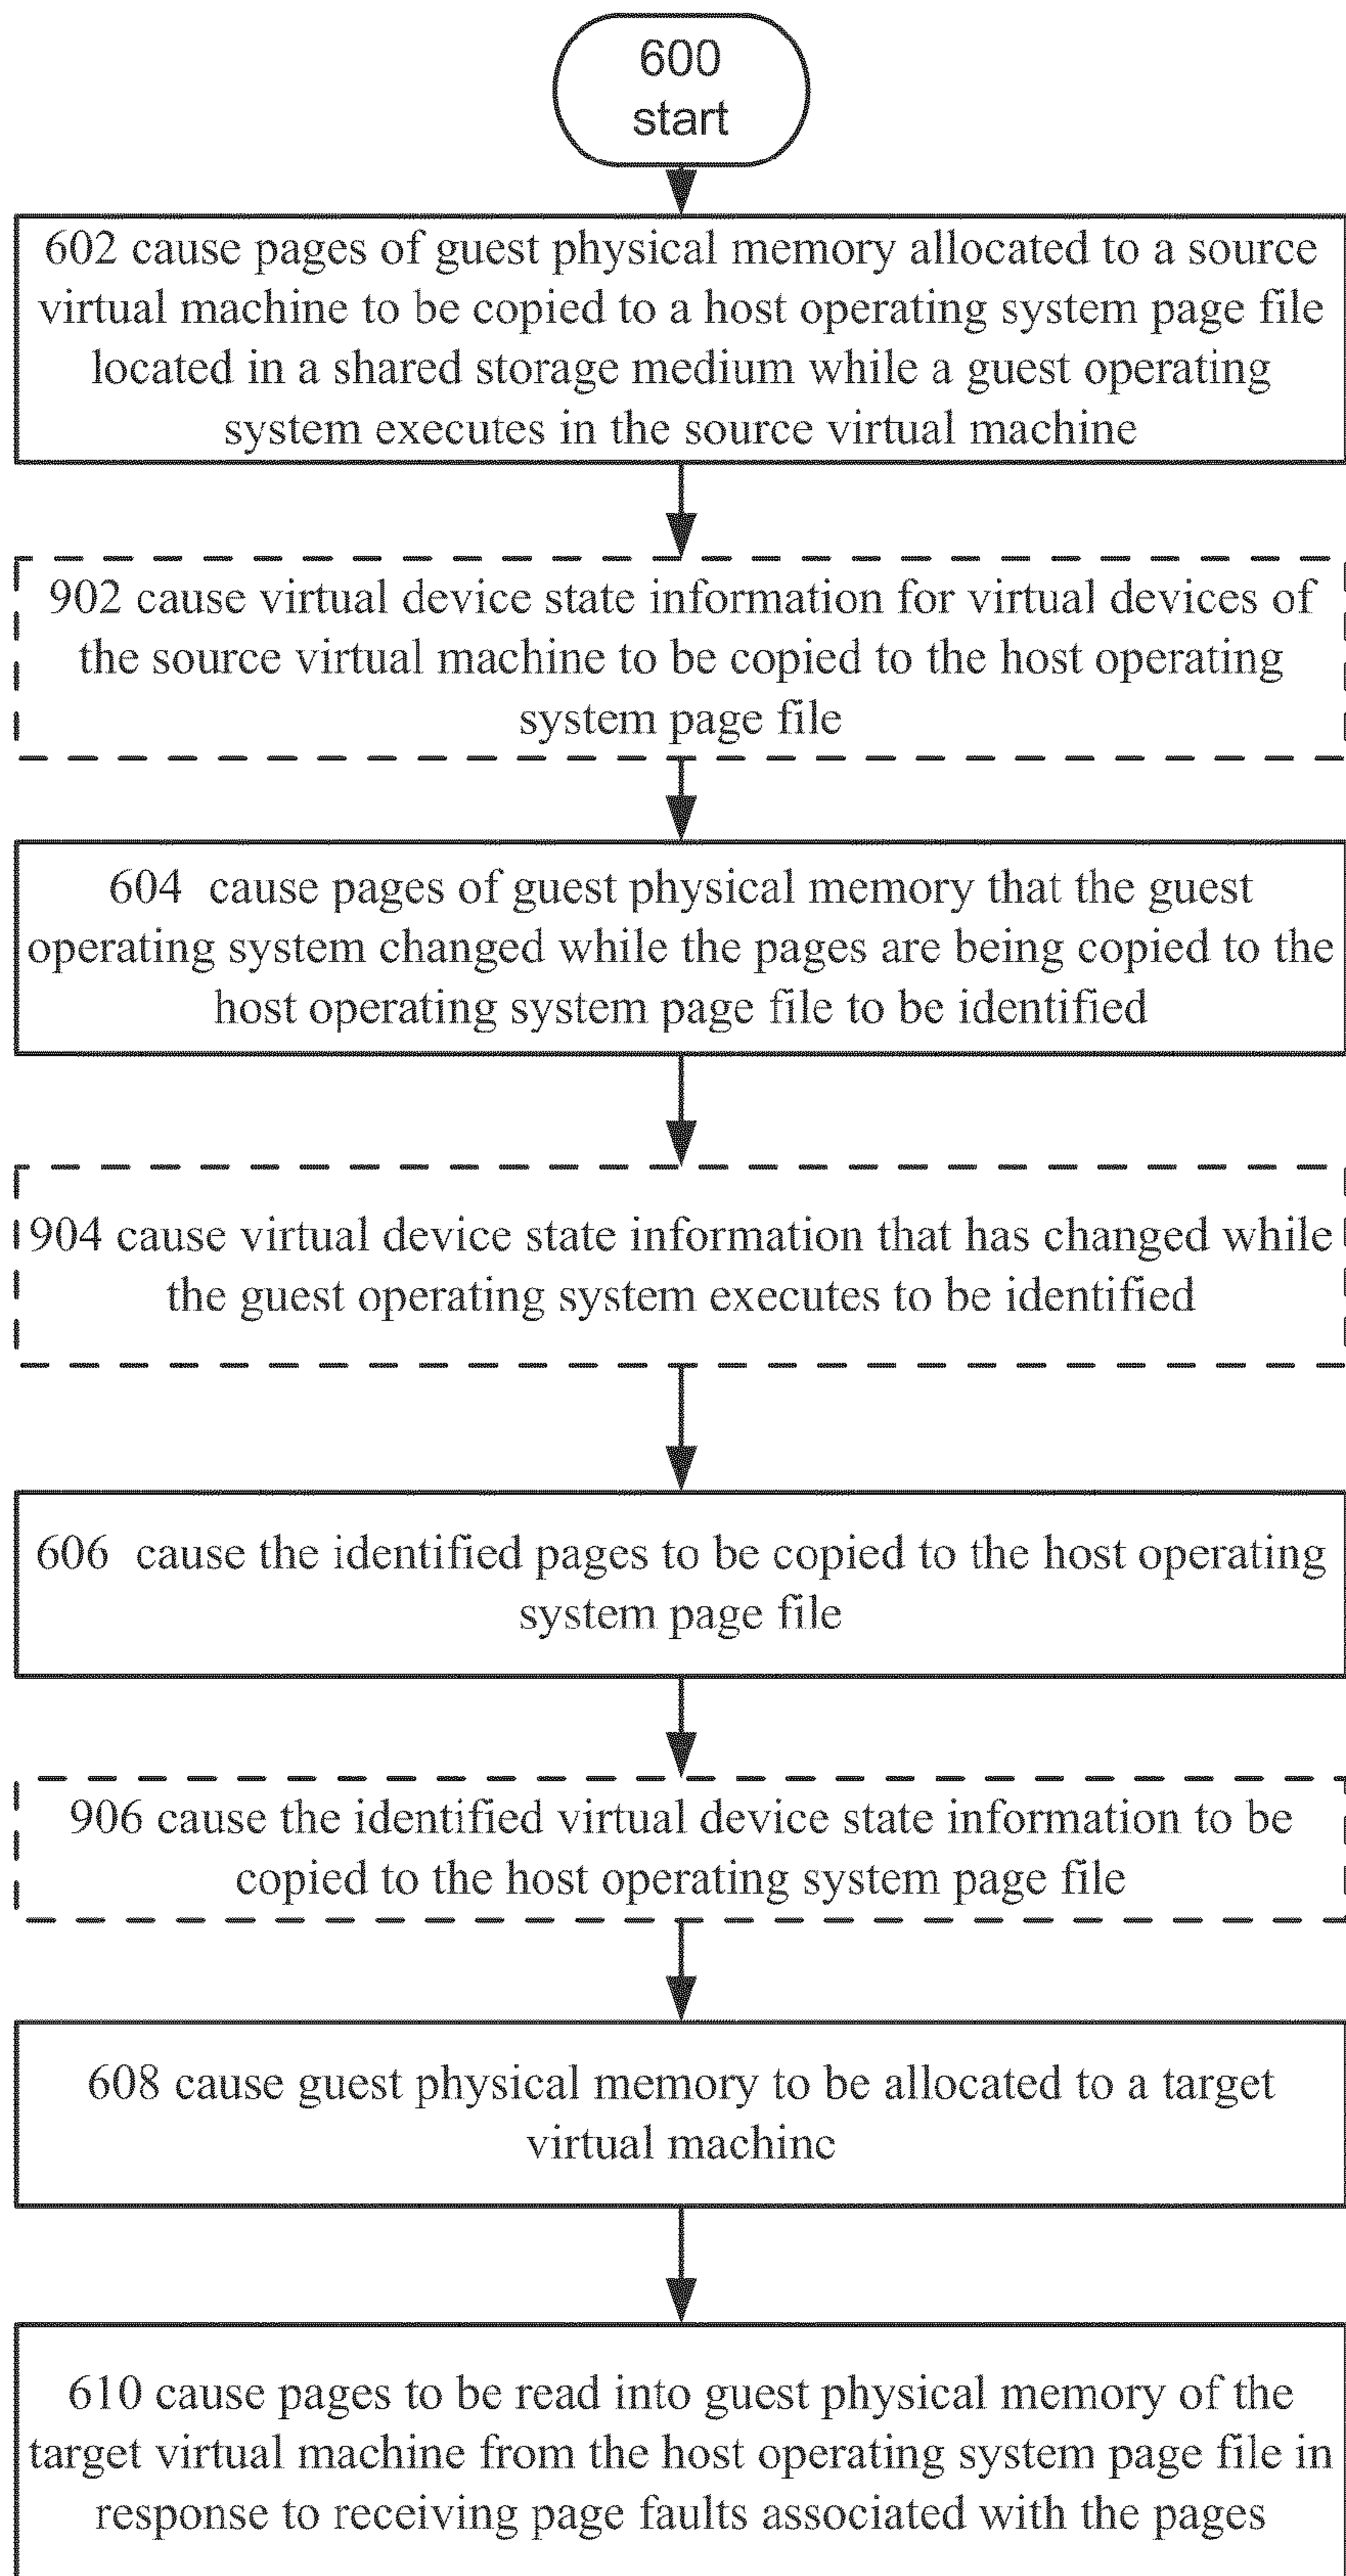 600
start
602 cause pages of guest physical memory allocated to a source
virtual machine to be copied to a host operating system page file
located in a shared storage medium while a guest operating
system executes in the source virtual machine
902 cause virtual device state information for virtual devices of
the source virtual machine to be copied to the host operating
system page file
604 cause pages of guest physical memory that the guest
operating system changed while the pages are being copied to the
host operating system page file to be identified
904 cause virtual device state information that has changed while
the guest operating system executes to be identified
606 cause the identified pages to be copied to the host operating
system page file
906 cause the identified virtual device state information to be
copied to the host operating system page file
608 cause guest physical memory to be allocated to a target
virtual machine
610 cause pages to be read into guest physical memory of the
target virtual machine from the host operating system page file in
response to receiving page faults associated with the pages